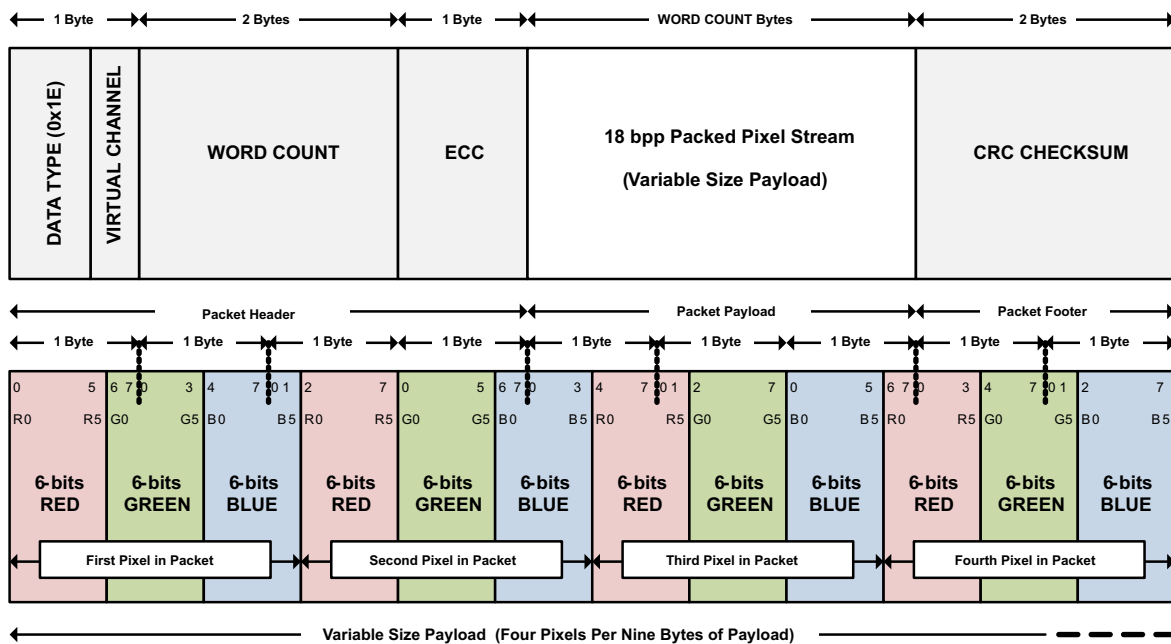 1 Byte 2 Bytes 1 Byte WORD COUNT Bytes 2 Bytes
DATA TYPE (0x1E)
VIRTUAL CHANNEL
WORD COUNT
ECC
18 bpp Packed Pixel Stream
(Variable Size Payload)
CRC CHECKSUM
Packet Header Packet Payload Packet Footer
1 Byte 1 Byte 1 Byte 1 Byte 1 Byte 1 Byte 1 Byte 1 Byte 1 Byte
0 5 6 7 0 3 4 7 0 1 2 7 0 5 6 7 0 3 4 7 0 1 2 7 0 5 6 7 0 3 4 7 0 1 2 7
R0 R5 G0 G5 B0 B5 R0 R5 G0 G5 B0 B5 R0 R5 G0 G5 B0 B5 R0 R5 G0 G5 B0 B5
6-bits 6-bits 6-bits 6-bits 6-bits 6-bits 6-bits 6-bits 6-bits 6-bits 6-bits 6-bits
RED GREEN BLUE RED GREEN BLUE RED GREEN BLUE RED GREEN BLUE
First Pixel in Packet Second Pixel in Packet Third Pixel in Packet Fourth Pixel in Packet
Variable Size Payload (Four Pixels Per Nine Bytes of Payload)